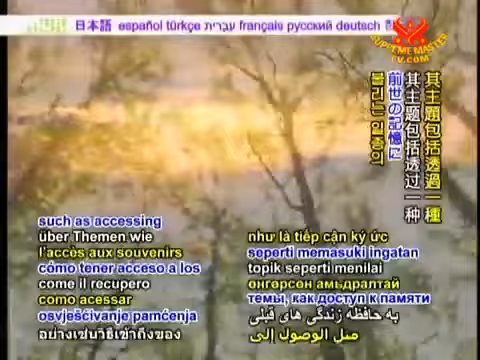 日本語 español türkçe עברית français русский deutsch
SUPREME MASTER
TV.COM
其主題包括透過一種
其主题包括透过一种
前世の記憶に
such as accessing
über Themen wie
l'accès aux souvenirs
cómo tener acceso a los
come il recupero
como acessar
osvješćivanje pamćenja
อย่างเช่นวิธีเข้าถึงของ
như là tiếp cận ký ức
seperti memasuki ingatan
topik seperti menilai
өнгөрсөн амьдралтай
темы, как доступ к памяти
به حافظه زندگی های قبلی
مثل الوصول إلى